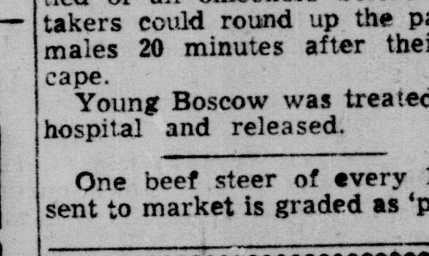 takers could round up the
males 20 minutes after
cape.
Young Boscow was treated
hospital and released.
One beef steer of every
sent to market is graded as